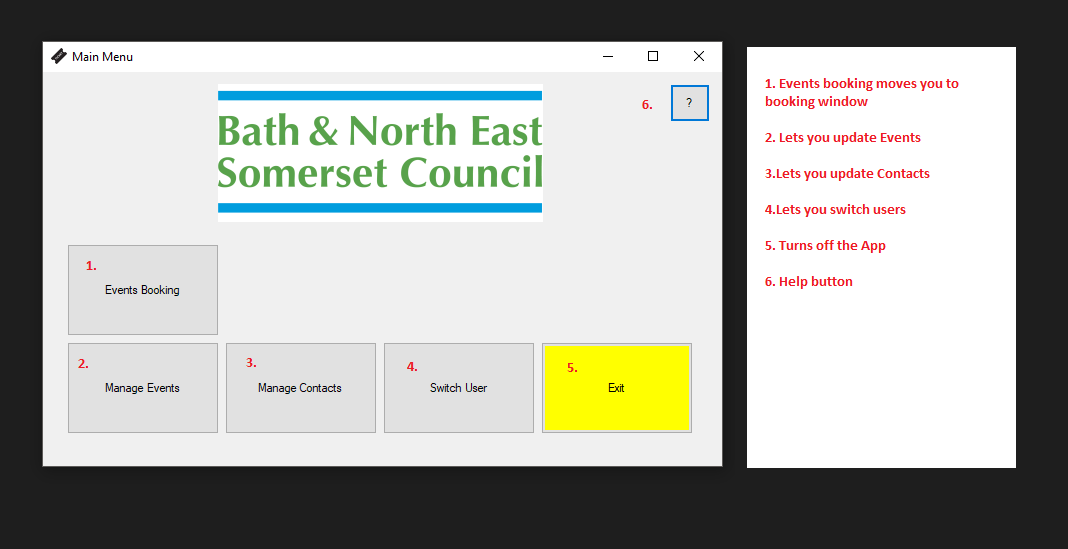 Main Menu
6.
?
Bath & North East
Somerset Council
1.
Events Booking
2.
Manage Events
3.
Manage Contacts
4.
Switch User
5.
Exit
1. Events booking moves you to
booking window
2. Lets you update Events
3.Lets you update Contacts
4.Lets you switch users
5. Turns off the App
6. Help button